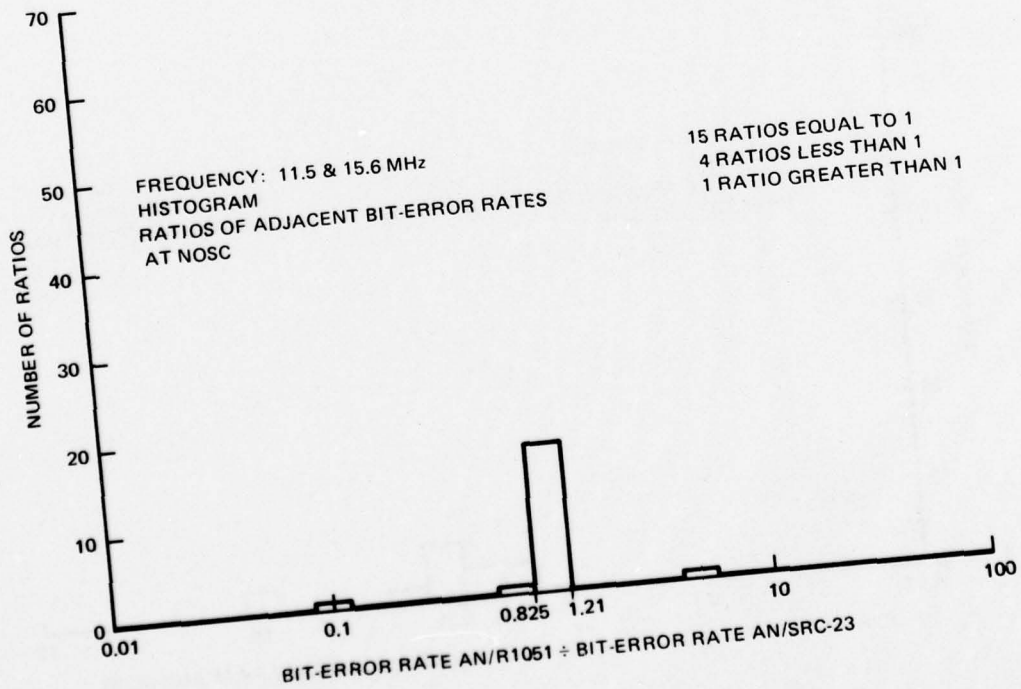 70
60
50
40
30
20
10
0
NUMBER OF RATIOS
FREQUENCY: 11.5 & 15.6 MHz
HISTOGRAM
RATIOS OF ADJACENT BIT-ERROR RATES
AT NOSC
15 RATIOS EQUAL TO 1
4 RATIOS LESS THAN 1
1 RATIO GREATER THAN 1
0.01
0.1
0.825
1.21
10
100
BIT-ERROR RATE AN/R1051 ÷ BIT-ERROR RATE AN/SRC-23